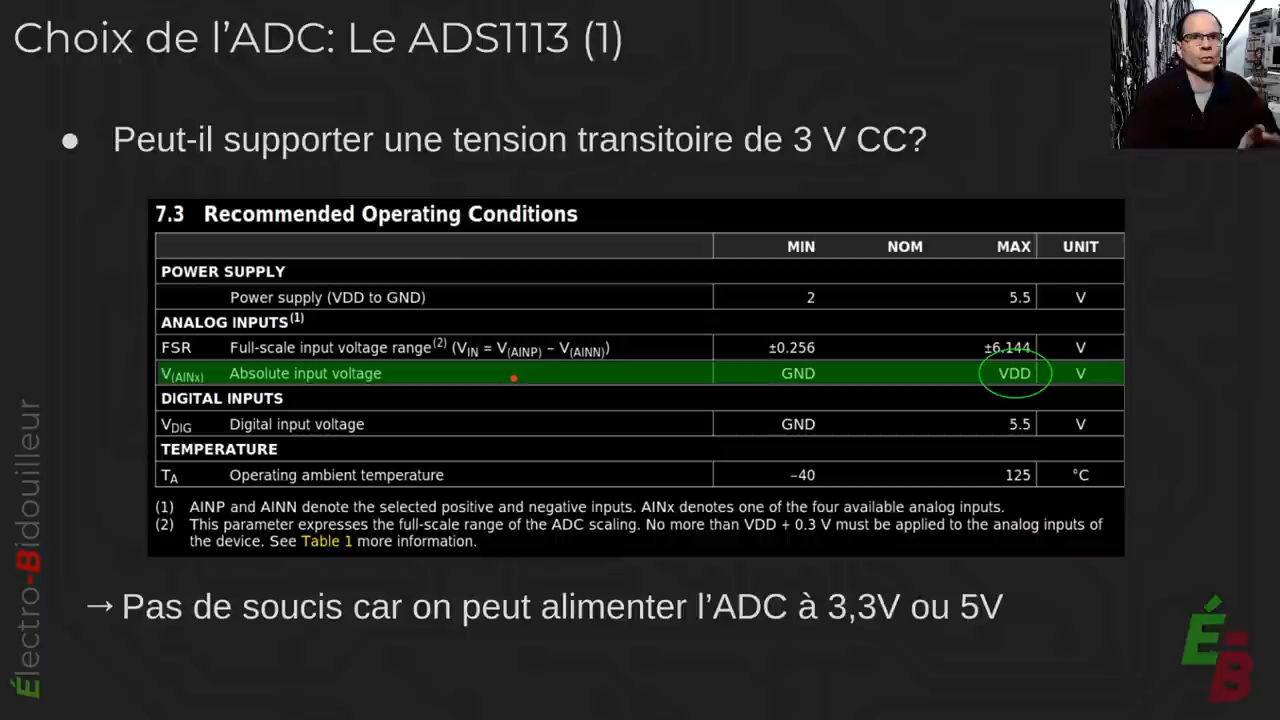 Choix de l'ADC: Le ADS1113 (1)
● Peut-il supporter une tension transitoire de 3 V CC?
7.3 Recommended Operating Conditions
MIN NOM MAX UNIT
POWER SUPPLY
Power supply (VDD to GND) 2 5.5 V
ANALOG INPUTS(1)
FSR Full-scale input voltage range(2) (VIN = V(AINP) – V(AINN)) ±0.256 ±6.144 V
V(AINx) Absolute input voltage GND VDD V
DIGITAL INPUTS
VDIG Digital input voltage GND 5.5 V
TEMPERATURE
TA Operating ambient temperature –40 125 °C
(1) AINP and AINN denote the selected positive and negative inputs. AINx denotes one of the four available analog inputs.
(2) This parameter expresses the full-scale range of the ADC scaling. No more than VDD + 0.3 V must be applied to the analog inputs of
the device. See Table 1 more information.
→ Pas de soucis car on peut alimenter l'ADC à 3,3V ou 5V
Électro-Bidouilleur
É-B